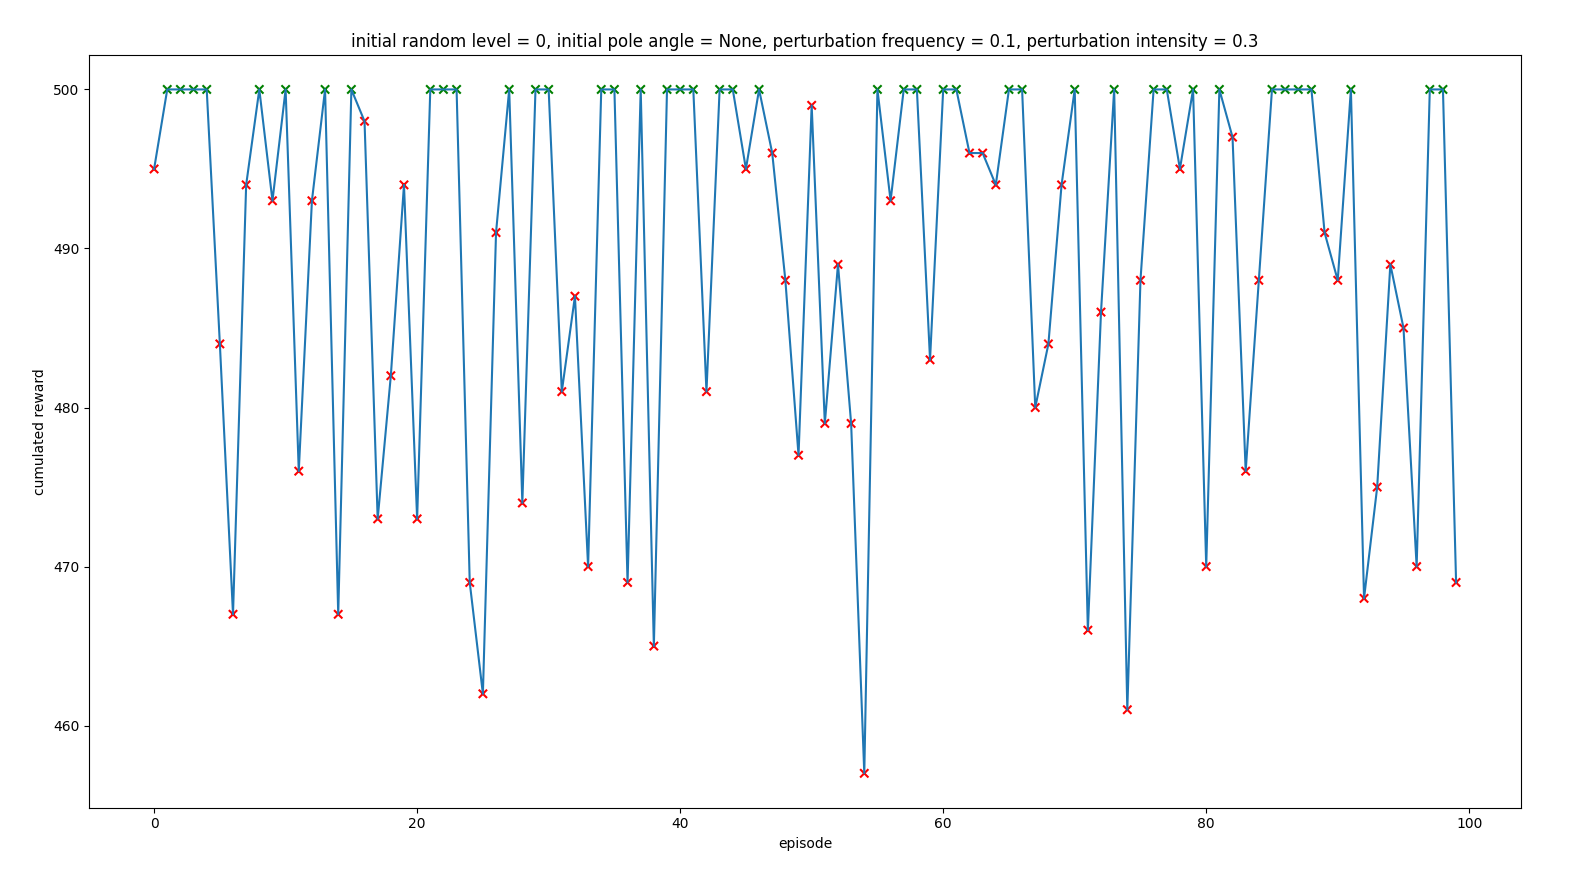 initial random level = 0, initial pole angle = None, perturbation frequency = 0.1, perturbation intensity = 0.3
500
490
480
470
460
cumulated reward
0 20 40 60 80 100
episode